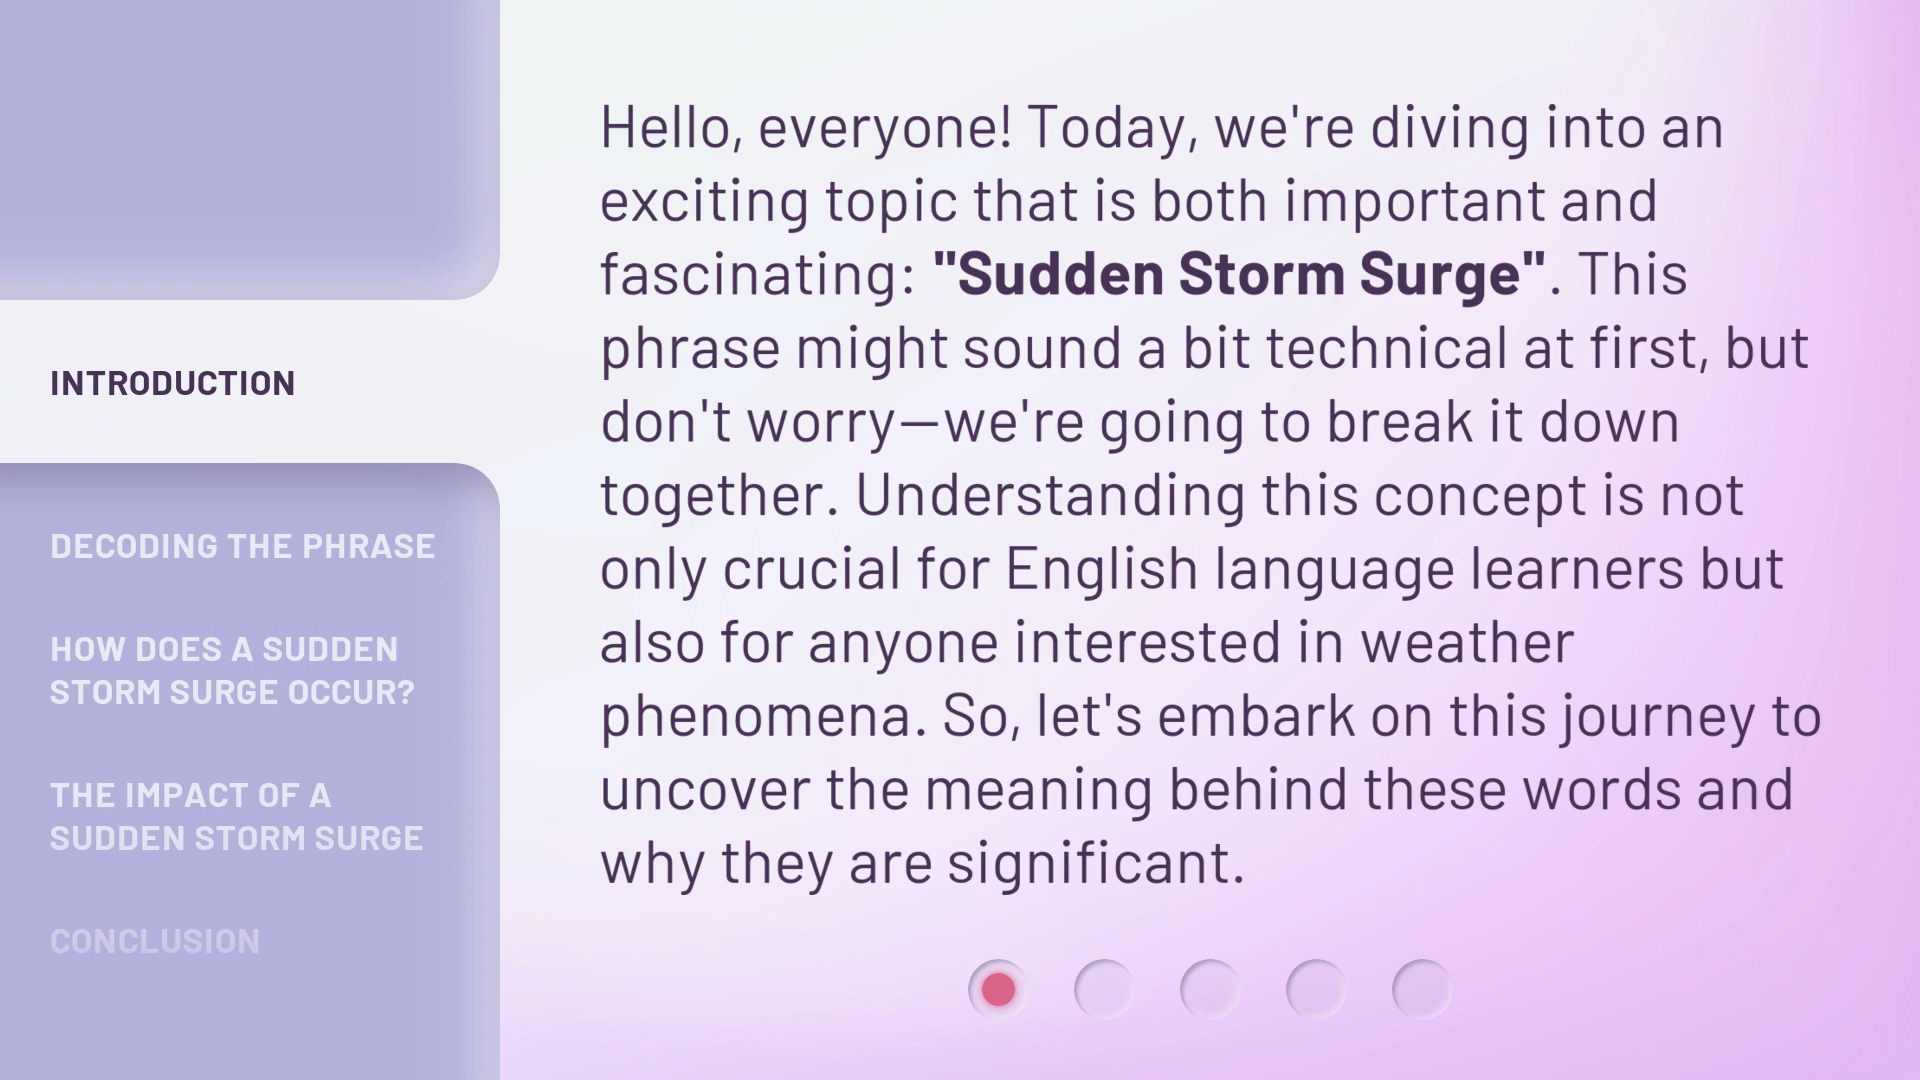 INTRODUCTION
DECODING THE PHRASE
HOW DOES A SUDDEN
STORM SURGE OCCUR?
THE IMPACT OF A
SUDDEN STORM SURGE
CONCLUSION
Hello, everyone! Today, we're diving into an
exciting topic that is both important and
fascinating: "Sudden Storm Surge". This
phrase might sound a bit technical at first, but
don't worry—we're going to break it down
together. Understanding this concept is not
only crucial for English language learners but
also for anyone interested in weather
phenomena. So, let's embark on this journey to
uncover the meaning behind these words and
why they are significant.